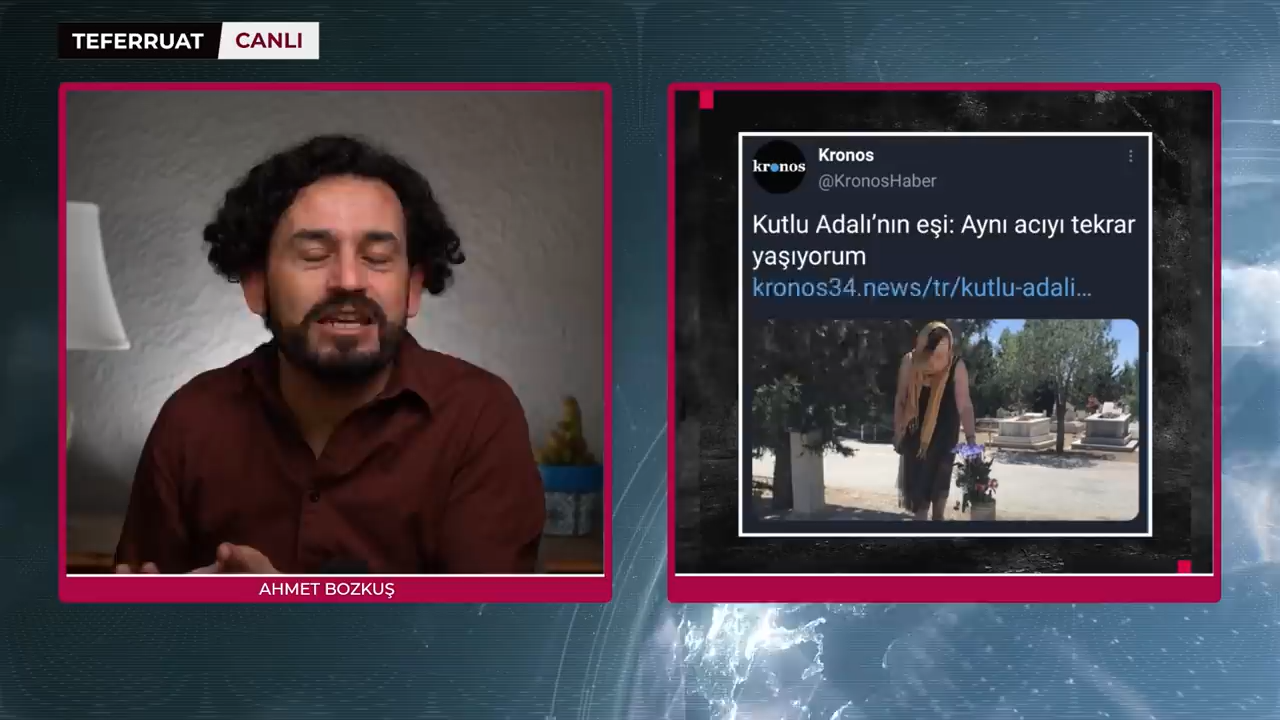 TEFERRUAT CANLI
kronos
Kronos
@KronosHaber
Kutlu Adalı’nın eşi: Aynı acıyı tekrar
yaşıyorum
kronos34.news/tr/kutlu-adali...
AHMET BOZKUŞ